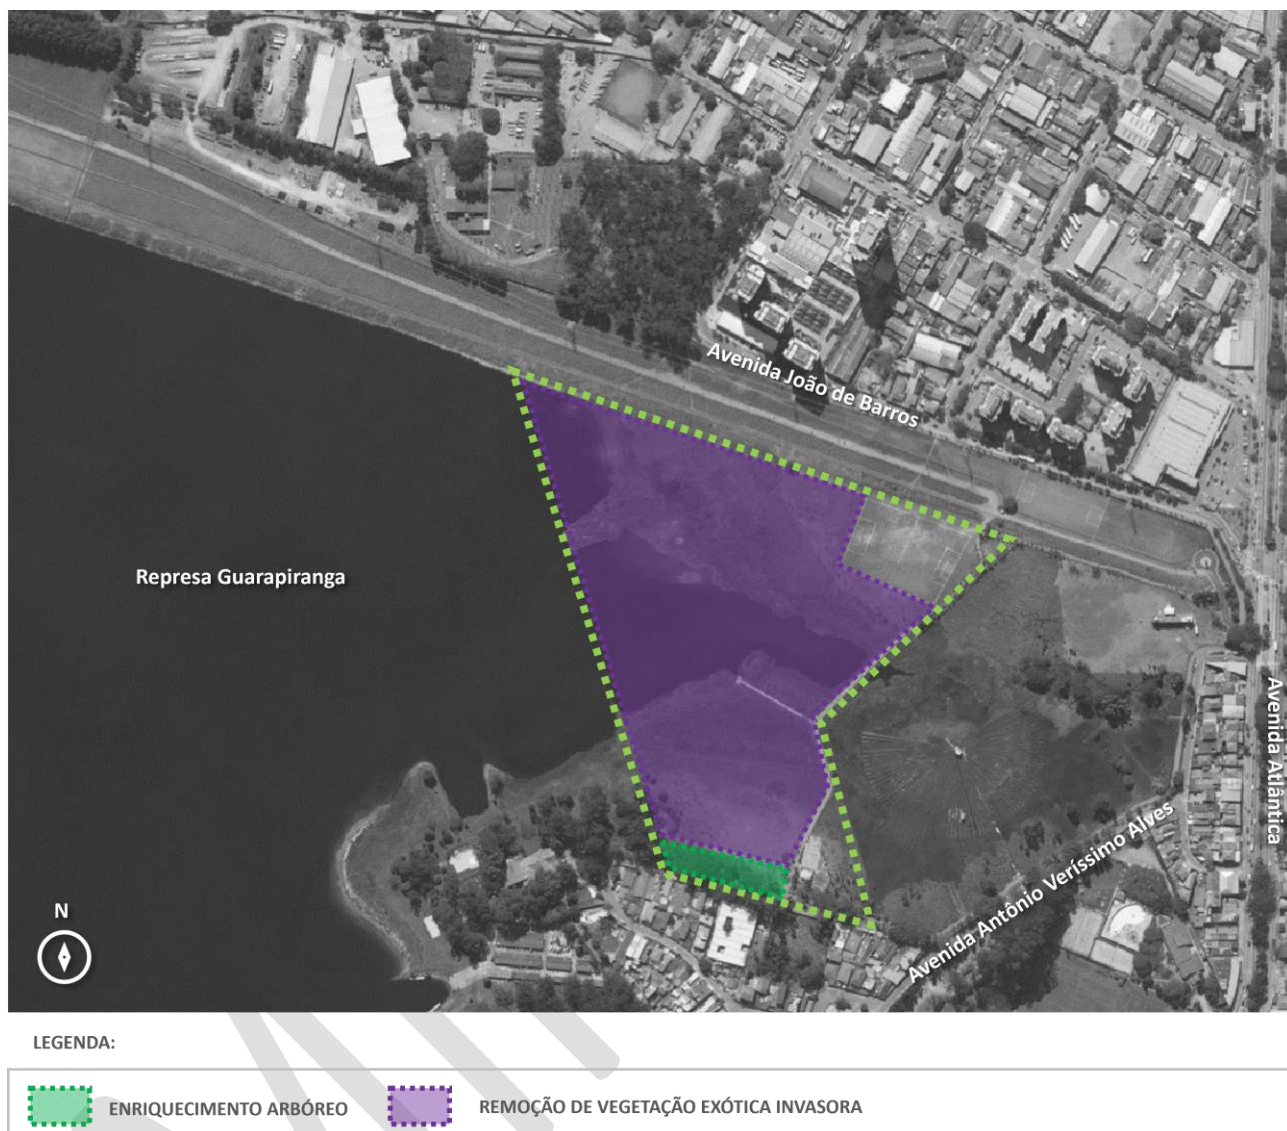 Avenida João de Barros
Represa Guarapiranga
Avenida Atlântica
Avenida Antônio Veríssimo Alves
N
LEGENDA:
ENRIQUECIMENTO ARBÓREO
REMOÇÃO DE VEGETAÇÃO EXÓTICA INVASORA